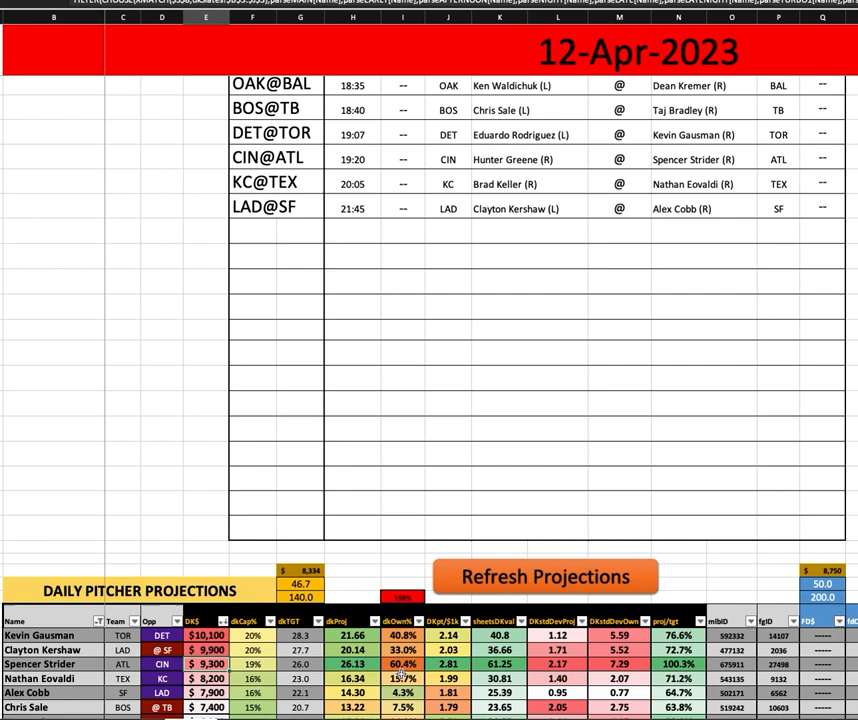 B C D E F G H I J K L M N O P Q
12-Apr-2023
OAK@BAL 18:35 -- OAK Ken Waldichuk (L) @ Dean Kremer (R) BAL --
BOS@TB 18:40 -- BOS Chris Sale (L) @ Taj Bradley (R) TB --
DET@TOR 19:07 -- DET Eduardo Rodriguez (L) @ Kevin Gausman (R) TOR --
CIN@ATL 19:20 -- CIN Hunter Greene (R) @ Spencer Strider (R) ATL --
KC@TEX 20:05 -- KC Brad Keller (R) @ Nathan Eovaldi (R) TEX --
LAD@SF 21:45 -- LAD Clayton Kershaw (L) @ Alex Cobb (R) SF --
$ 8,334 $ 8,750
DAILY PITCHER PROJECTIONS 46.7 Refresh Projections 50.0
140.0 200.0
Name Team Opp DK$ dkCap% dkTGT dkProj dkOwn% DKpt/$1k sheetsDKval DKstdDevProj DKstdDevOwn proj/tgt mlbID fgID FD$
Kevin Gausman TOR DET $10,100 20% 28.3 21.66 40.8% 2.14 40.8 1.12 5.59 76.6% 592332 14107 -----
Clayton Kershaw LAD @ SF $ 9,900 20% 27.7 20.14 33.0% 2.03 36.66 1.71 5.52 72.7% 477132 2036 -----
Spencer Strider ATL CIN $ 9,300 19% 26.0 26.13 60.4% 2.81 61.25 2.17 7.29 100.3% 675911 27498 -----
Nathan Eovaldi TEX KC $ 8,200 16% 23.0 16.34 15.7% 1.99 30.81 1.40 2.07 71.2% 543135 9132 -----
Alex Cobb SF LAD $ 7,900 16% 22.1 14.30 4.3% 1.81 25.39 0.95 0.77 64.7% 502171 6562 -----
Chris Sale BOS @ TB $ 7,400 15% 20.7 13.22 7.5% 1.79 23.65 2.05 2.75 63.8% 519242 10603 -----